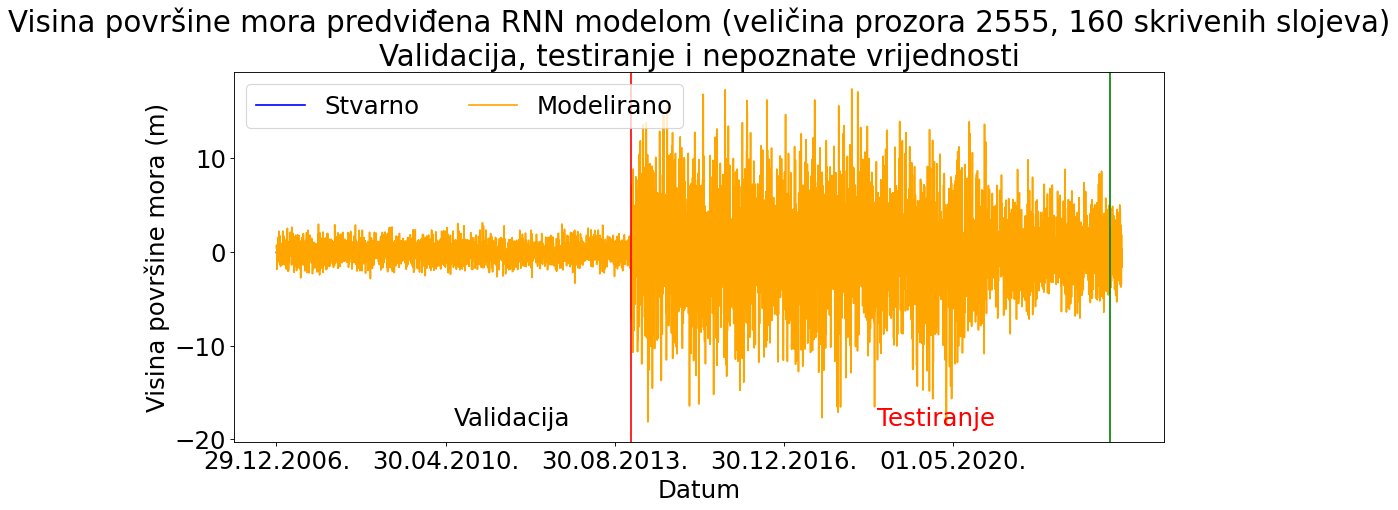 Visina površine mora predviđena RNN modelom (veličina prozora 2555, 160 skrivenih slojeva)
Validacija, testiranje i nepoznate vrijednosti
Stvarno Modelirano
Visina površine mora (m)
10
0
−10
−20
Validacija
Testiranje
29.12.2006. 30.04.2010. 30.08.2013. 30.12.2016. 01.05.2020.
Datum